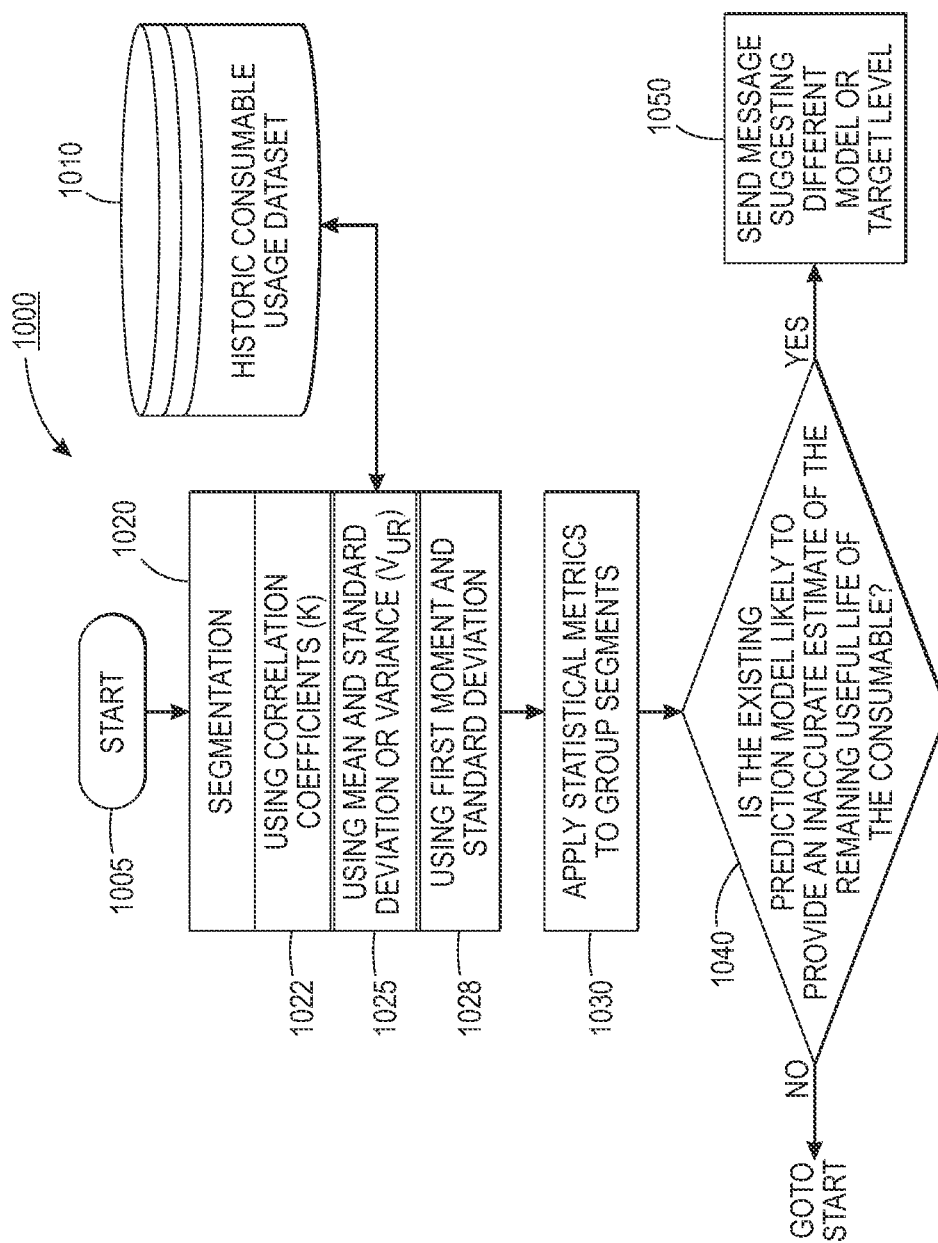 1000
START
1005
1010
HISTORIC CONSUMABLE
USAGE DATASET
1020
SEGMENTATION
USING CORRELATION
COEFFICIENTS (K)
1022
USING MEAN AND STANDARD
DEVIATION OR VARIANCE (VUR)
1025
USING FIRST MOMENT AND
STANDARD DEVIATION
1028
APPLY STATISTICAL METRICS
TO GROUP SEGMENTS
1030
1040
IS THE EXISTING
PREDICTION MODEL LIKELY TO
PROVIDE AN INACCURATE ESTIMATE OF THE
REMAINING USEFUL LIFE OF
THE CONSUMABLE?
NO
GOTO
START
YES
1050
SEND MESSAGE
SUGGESTING
DIFFERENT
MODEL OR
TARGET LEVEL